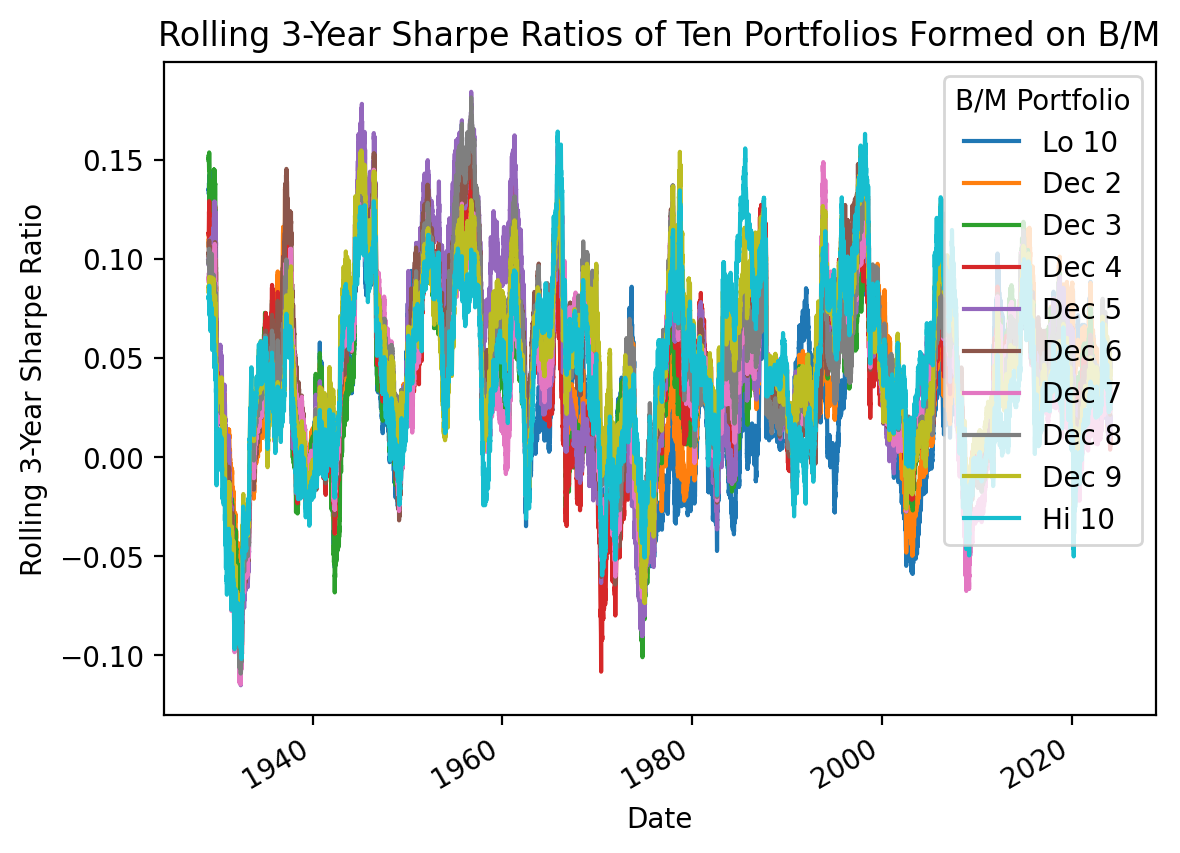 Rolling 3-Year Sharpe Ratios of Ten Portfolios Formed on B/M
Rolling 3-Year Sharpe Ratio
0.15
0.10
0.05
0.00
−0.05
−0.10
B/M Portfolio
Lo 10
Dec 2
Dec 3
Dec 4
Dec 5
Dec 6
Dec 7
Dec 8
Dec 9
Hi 10
1940
1960
1980
2000
2020
Date